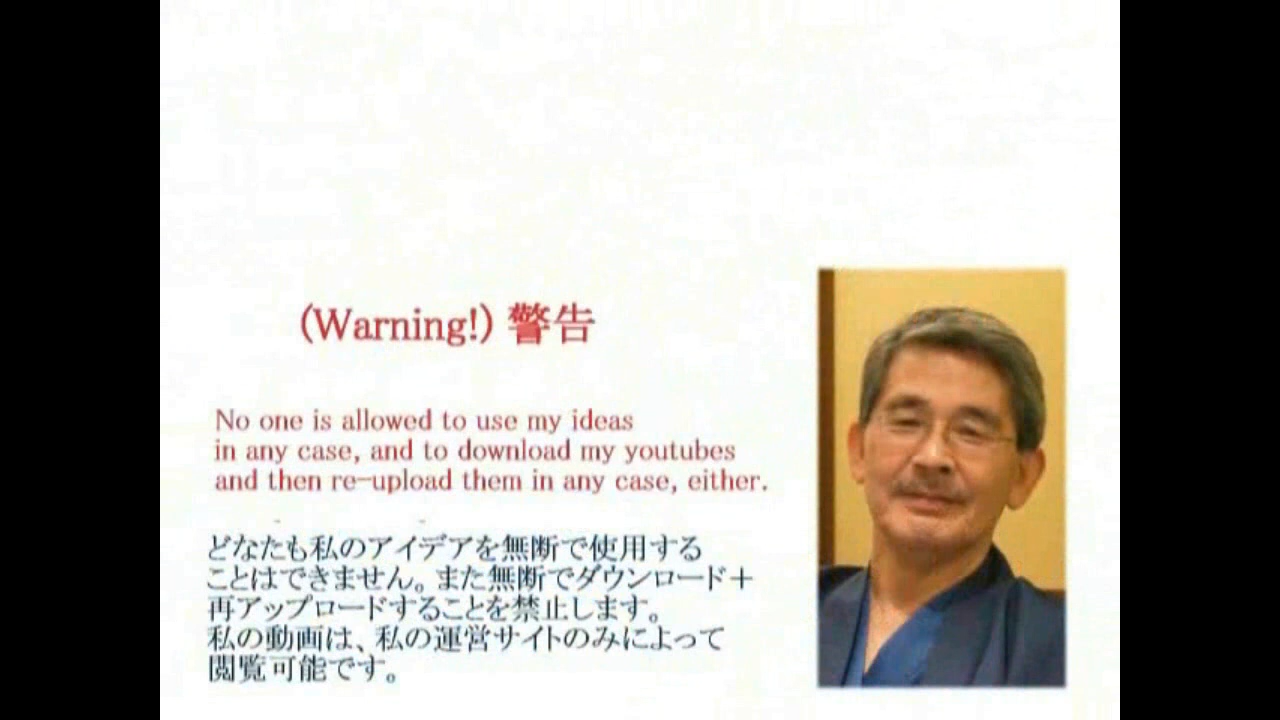 (Warning!) 警告
No one is allowed to use my ideas
in any case, and to download my youtubes
and then re-upload them in any case, either.
どなたも私のアイデアを無断で使用する
ことはできません。また無断でダウンロード＋
再アップロードすることを禁止します。
私の動画は、私の運営サイトのみによって
閲覧可能です。